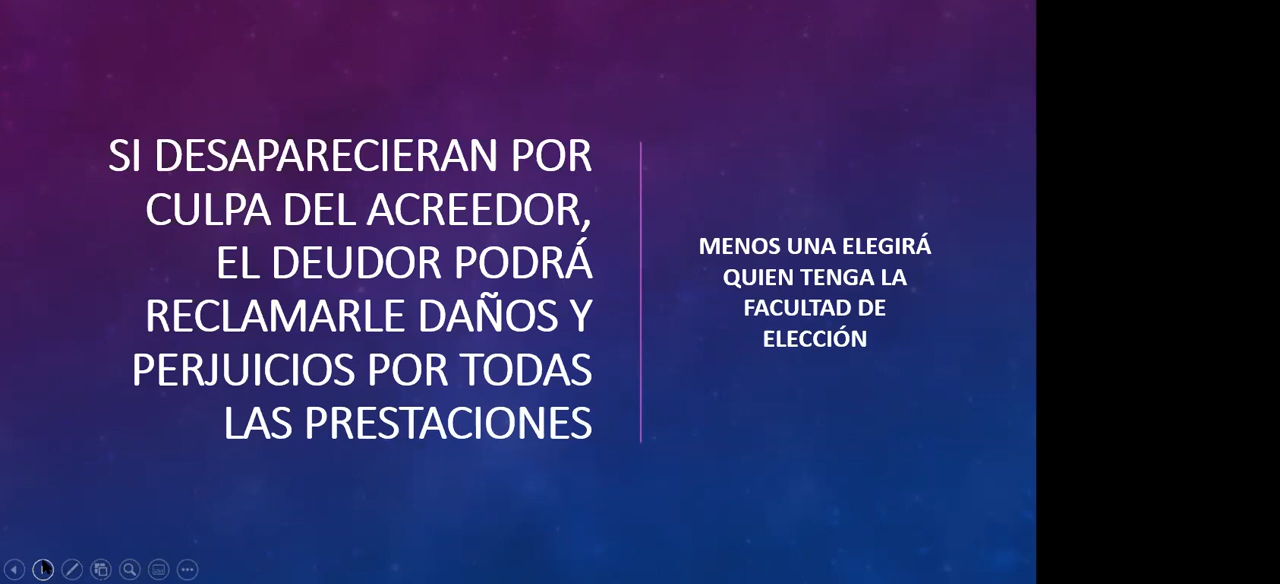 SI DESAPARECIERAN POR
CULPA DEL ACREEDOR,
EL DEUDOR PODRÁ
RECLAMARLE DAÑOS Y
PERJUICIOS POR TODAS
LAS PRESTACIONES
MENOS UNA ELEGIRÁ
QUIEN TENGA LA
FACULTAD DE
ELECCIÓN